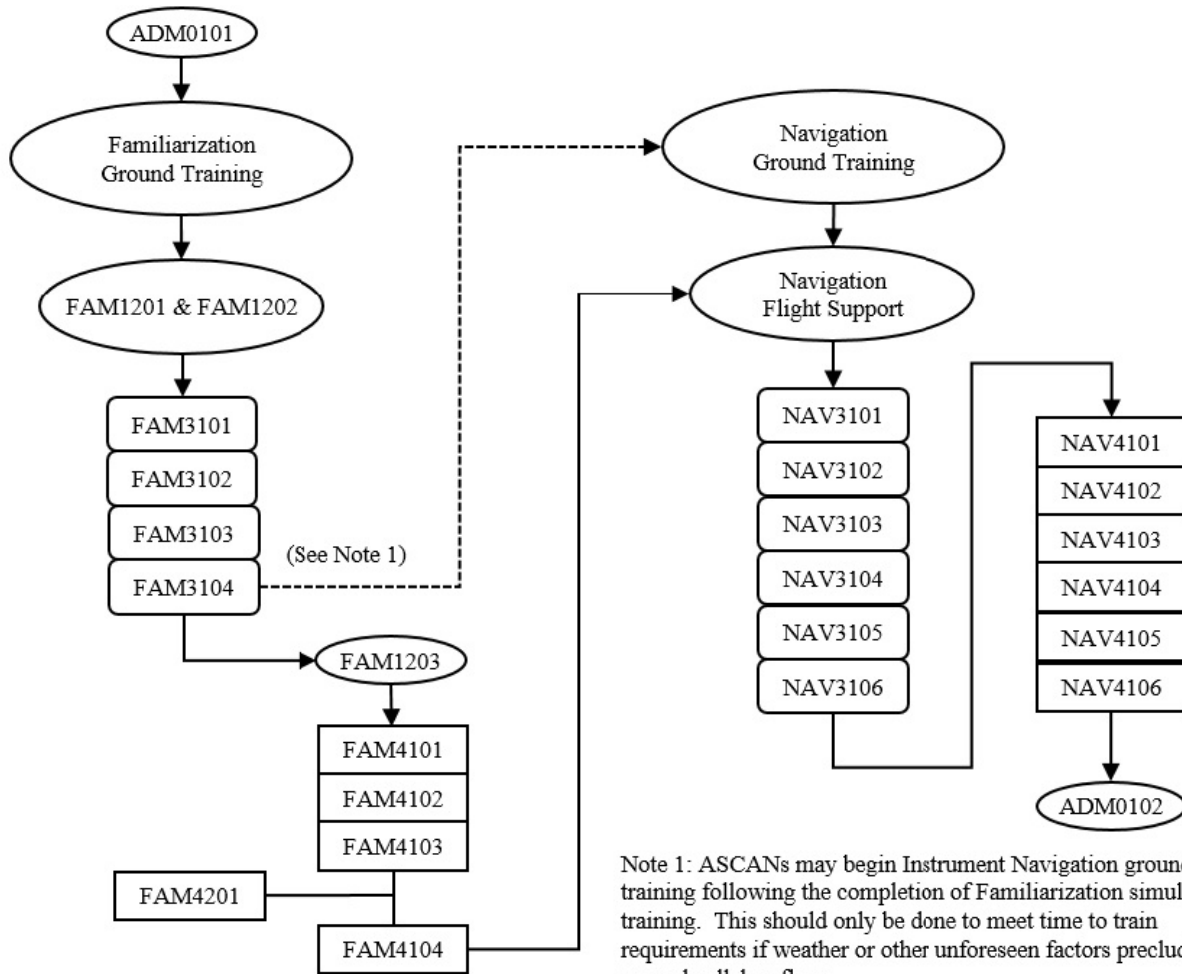 ADM0101
Familiarization
Ground Training
FAM1201 & FAM1202
FAM3101
FAM3102
FAM3103
FAM3104
(See Note 1)
FAM1203
FAM4101
FAM4102
FAM4103
FAM4201
FAM4104
Navigation
Ground Training
Navigation
Flight Support
NAV3101
NAV3102
NAV3103
NAV3104
NAV3105
NAV3106
NAV4101
NAV4102
NAV4103
NAV4104
NAV4105
NAV4106
ADM0102
Note 1: ASCANs may begin Instrument Navigation ground
training following the completion of Familiarization simul
training. This should only be done to meet time to train
requirements if weather or other unforeseen factors preclu